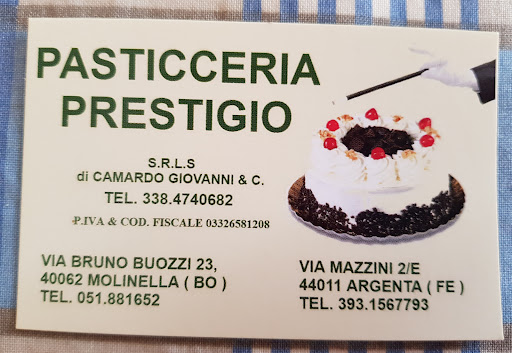 PASTICCERIA
PRESTIGIO
S.R.L.S
di CAMARDO GIOVANNI & C.
TEL. 338.4740682
P.IVA & COD. FISCALE 03326581208
VIA BRUNO BUOZZI 23,
40062 MOLINELLA ( BO )
TEL. 051.881652
VIA MAZZINI 2/E
44011 ARGENTA ( FE )
TEL. 393.1567793